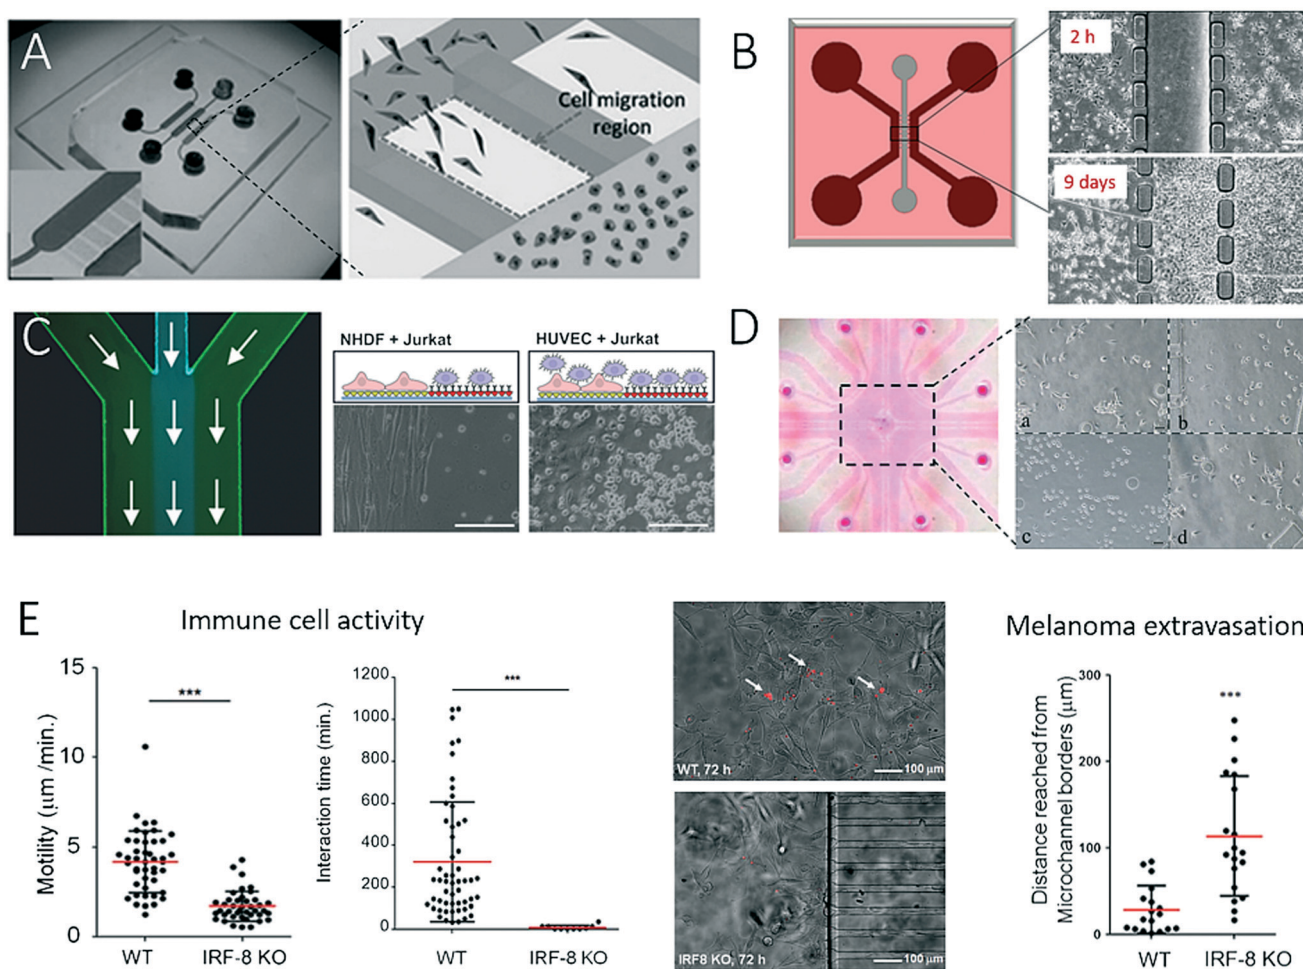 A
Cell migration
region
B
2 h
9 days
C
NHDF + Jurkat
HUVEC + Jurkat
D
a
b
c
d
E
Immune cell activity
Motility (μm /min.)
15
10
5
0
***
WT
IRF-8 KO
Interaction time (min.)
1200
1000
800
600
400
200
0
***
WT
IRF-8 KO
WT, 72 h
100 μm
IRF8 KO, 72 h
100 μm
Melanoma extravasation
Distance reached from
Microchannel borders (μm)
300
200
100
0
***
WT
IRF-8 KO